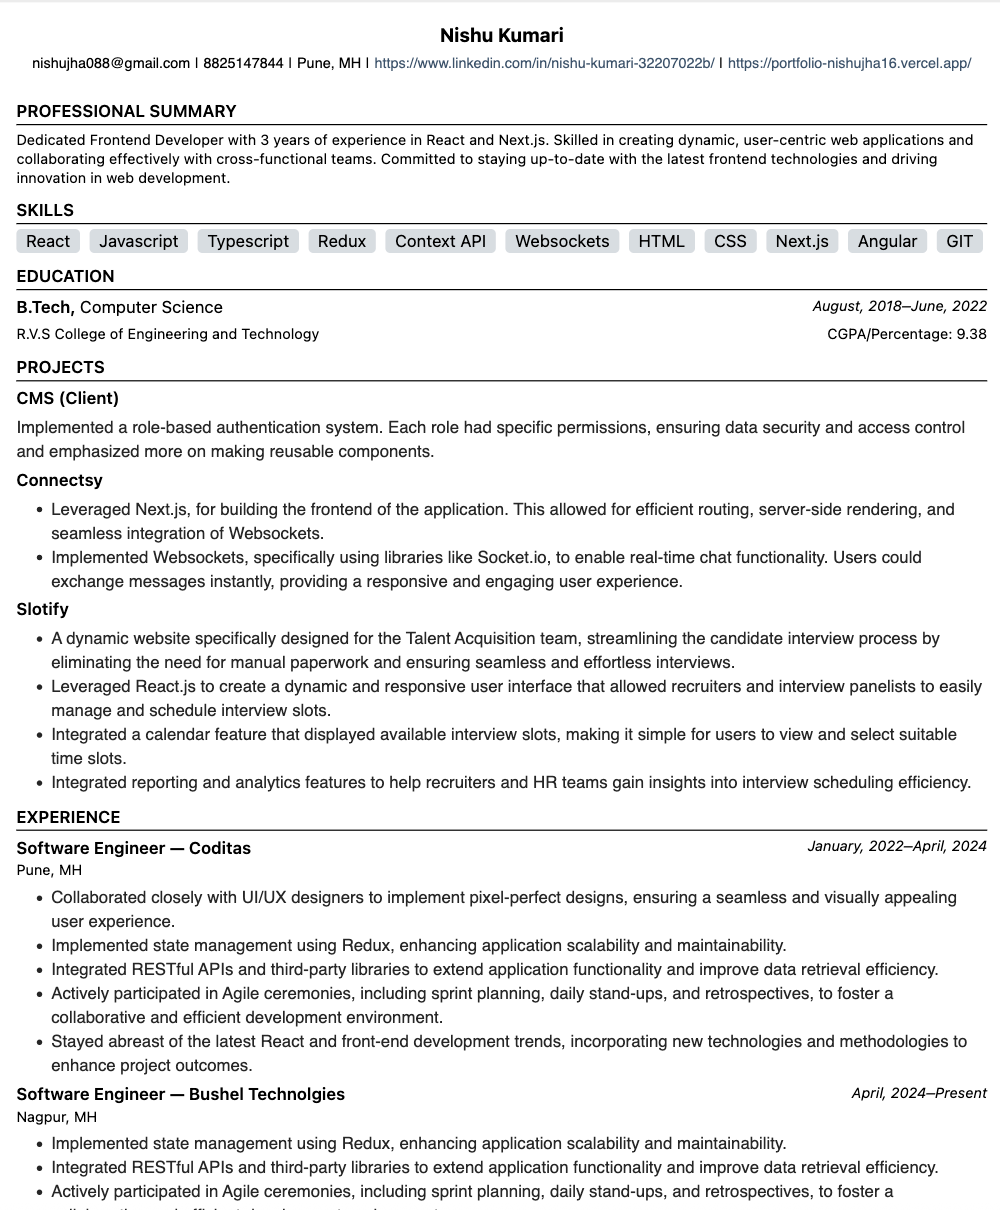 Nishu Kumari
nishujha088@gmail.com | 8825147844 | Pune, MH | https://www.linkedin.com/in/nishu-kumari-32207022b/ | https://portfolio-nishujha16.vercel.app/
PROFESSIONAL SUMMARY
Dedicated Frontend Developer with 3 years of experience in React and Next.js. Skilled in creating dynamic, user-centric web applications and
collaborating effectively with cross-functional teams. Committed to staying up-to-date with the latest frontend technologies and driving
innovation in web development.
SKILLS
React Javascript Typescript Redux Context API Websockets HTML CSS Next.js Angular GIT
EDUCATION
B.Tech, Computer Science August, 2018—June, 2022
R.V.S College of Engineering and Technology CGPA/Percentage: 9.38
PROJECTS
CMS (Client)
Implemented a role-based authentication system. Each role had specific permissions, ensuring data security and access control
and emphasized more on making reusable components.
Connectsy
• Leveraged Next.js, for building the frontend of the application. This allowed for efficient routing, server-side rendering, and
seamless integration of Websockets.
• Implemented Websockets, specifically using libraries like Socket.io, to enable real-time chat functionality. Users could
exchange messages instantly, providing a responsive and engaging user experience.
Slotify
• A dynamic website specifically designed for the Talent Acquisition team, streamlining the candidate interview process by
eliminating the need for manual paperwork and ensuring seamless and effortless interviews.
• Leveraged React.js to create a dynamic and responsive user interface that allowed recruiters and interview panelists to easily
manage and schedule interview slots.
• Integrated a calendar feature that displayed available interview slots, making it simple for users to view and select suitable
time slots.
• Integrated reporting and analytics features to help recruiters and HR teams gain insights into interview scheduling efficiency.
EXPERIENCE
Software Engineer — Coditas January, 2022—April, 2024
Pune, MH
• Collaborated closely with UI/UX designers to implement pixel-perfect designs, ensuring a seamless and visually appealing
user experience.
• Implemented state management using Redux, enhancing application scalability and maintainability.
• Integrated RESTful APIs and third-party libraries to extend application functionality and improve data retrieval efficiency.
• Actively participated in Agile ceremonies, including sprint planning, daily stand-ups, and retrospectives, to foster a
collaborative and efficient development environment.
• Stayed abreast of the latest React and front-end development trends, incorporating new technologies and methodologies to
enhance project outcomes.
Software Engineer — Bushel Technolgies April, 2024—Present
Nagpur, MH
• Implemented state management using Redux, enhancing application scalability and maintainability.
• Integrated RESTful APIs and third-party libraries to extend application functionality and improve data retrieval efficiency.
• Actively participated in Agile ceremonies, including sprint planning, daily stand-ups, and retrospectives, to foster a